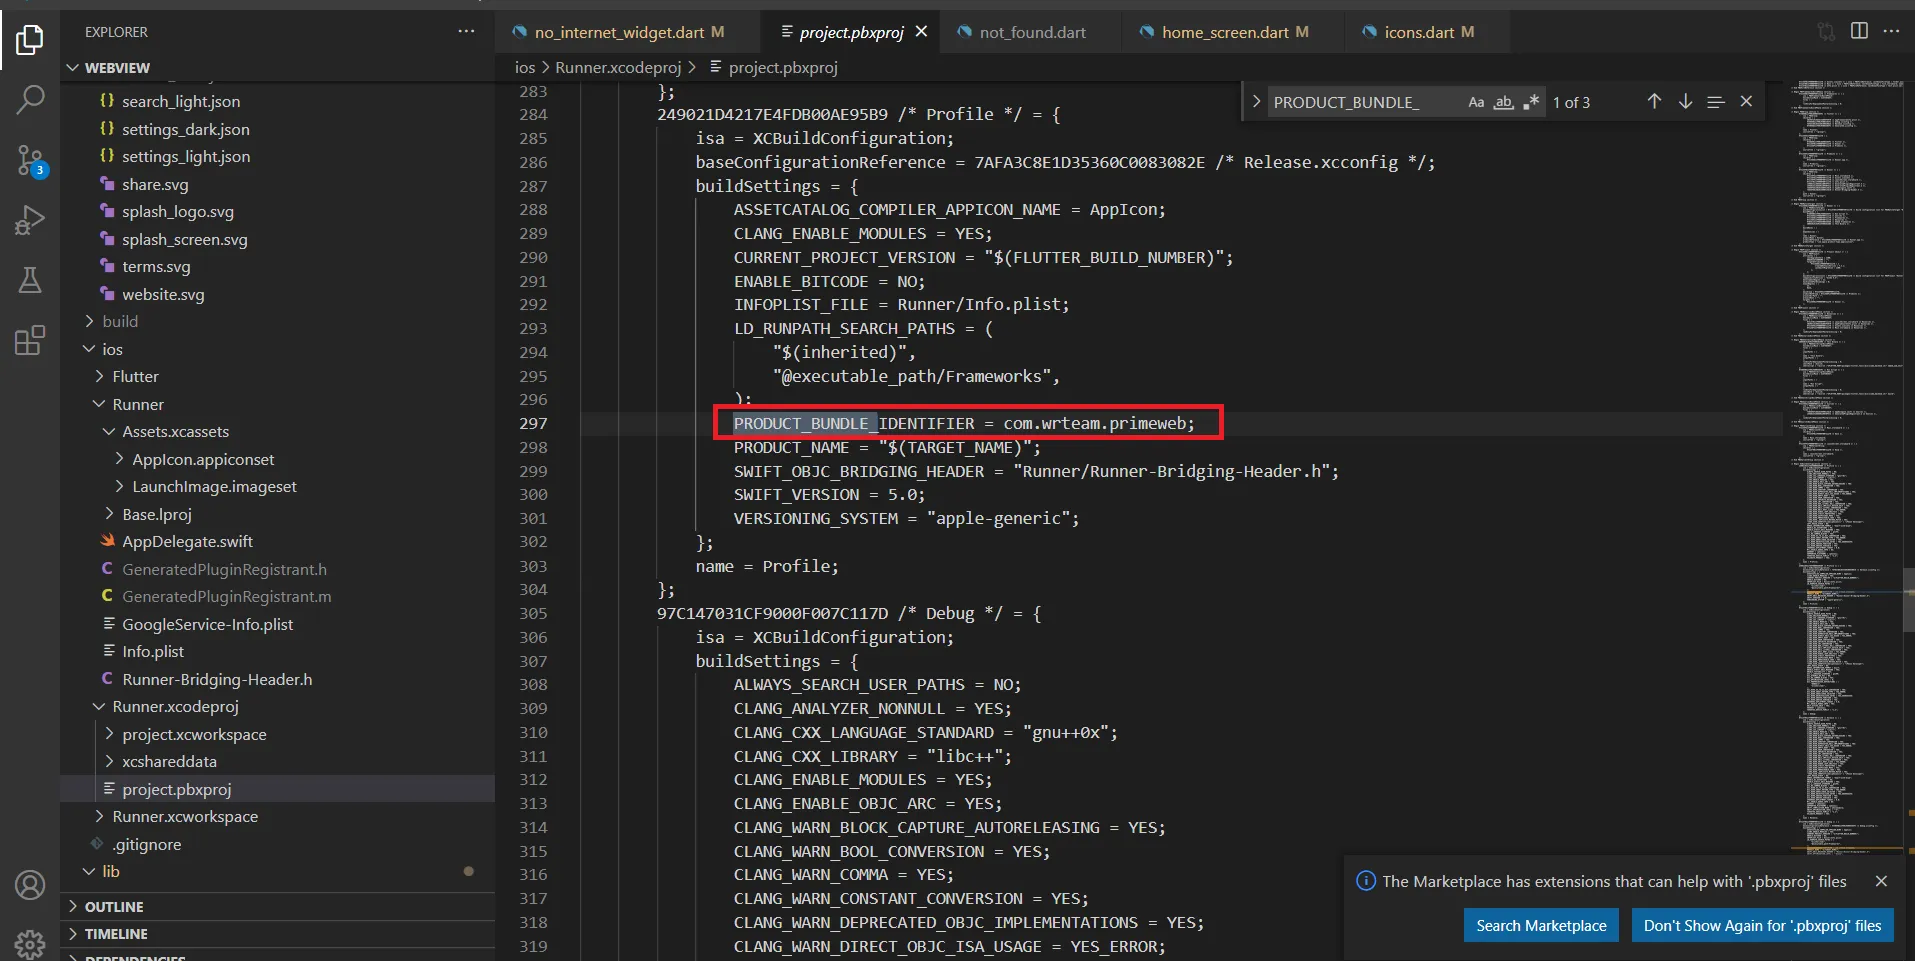 EXPLORER
WEBVIEW
search_light.json
settings_dark.json
settings_light.json
share.svg
splash_logo.svg
splash_screen.svg
terms.svg
website.svg
build
ios
Flutter
Runner
Assets.xcassets
AppIcon.appiconset
LaunchImage.imageset
Base.lproj
AppDelegate.swift
GeneratedPluginRegistrant.h
GeneratedPluginRegistrant.m
GoogleService-Info.plist
Info.plist
Runner-Bridging-Header.h
Runner.xcodeproj
project.xcworkspace
xcshareddata
project.pbxproj
Runner.xcworkspace
.gitignore
lib
OUTLINE
TIMELINE
DEPENDENCIES
3
no_internet_widget.dart M
project.pbxproj
not_found.dart
home_screen.dart M
icons.dart M
ios > Runner.xcodeproj > project.pbxproj
PRODUCT_BUNDLE_ Aa ab 1 of 3
283 };
284 249021D4217E4FDB00AE95B9 /* Profile */ = {
285 isa = XCBuildConfiguration;
286 baseConfigurationReference = 7AFA3C8E1D35360C0083082E /* Release.xcconfig */;
287 buildSettings = {
288 ASSETCATALOG_COMPILER_APPICON_NAME = AppIcon;
289 CLANG_ENABLE_MODULES = YES;
290 CURRENT_PROJECT_VERSION = "$(FLUTTER_BUILD_NUMBER)";
291 ENABLE_BITCODE = NO;
292 INFOPLIST_FILE = Runner/Info.plist;
293 LD_RUNPATH_SEARCH_PATHS = (
294 "$(inherited)",
295 "@executable_path/Frameworks",
296 );
297 PRODUCT_BUNDLE_IDENTIFIER = com.wrteam.primeweb;
298 PRODUCT_NAME = "$(TARGET_NAME)";
299 SWIFT_OBJC_BRIDGING_HEADER = "Runner/Runner-Bridging-Header.h";
300 SWIFT_VERSION = 5.0;
301 VERSIONING_SYSTEM = "apple-generic";
302 };
303 name = Profile;
304 };
305 97C147031CF9000F007C117D /* Debug */ = {
306 isa = XCBuildConfiguration;
307 buildSettings = {
308 ALWAYS_SEARCH_USER_PATHS = NO;
309 CLANG_ANALYZER_NONNULL = YES;
310 CLANG_CXX_LANGUAGE_STANDARD = "gnu++0x";
311 CLANG_CXX_LIBRARY = "libc++";
312 CLANG_ENABLE_MODULES = YES;
313 CLANG_ENABLE_OBJC_ARC = YES;
314 CLANG_WARN_BLOCK_CAPTURE_AUTORELEASING = YES;
315 CLANG_WARN_BOOL_CONVERSION = YES;
316 CLANG_WARN_COMMA = YES;
317 CLANG_WARN_CONSTANT_CONVERSION = YES;
318 CLANG_WARN_DEPRECATED_OBJC_IMPLEMENTATIONS = YES;
319 CLANG_WARN_DIRECT_OBJC_ISA_USAGE = YES_ERROR;
The Marketplace has extensions that can help with '.pbxproj' files
Search Marketplace
Don't Show Again for '.pbxproj' files